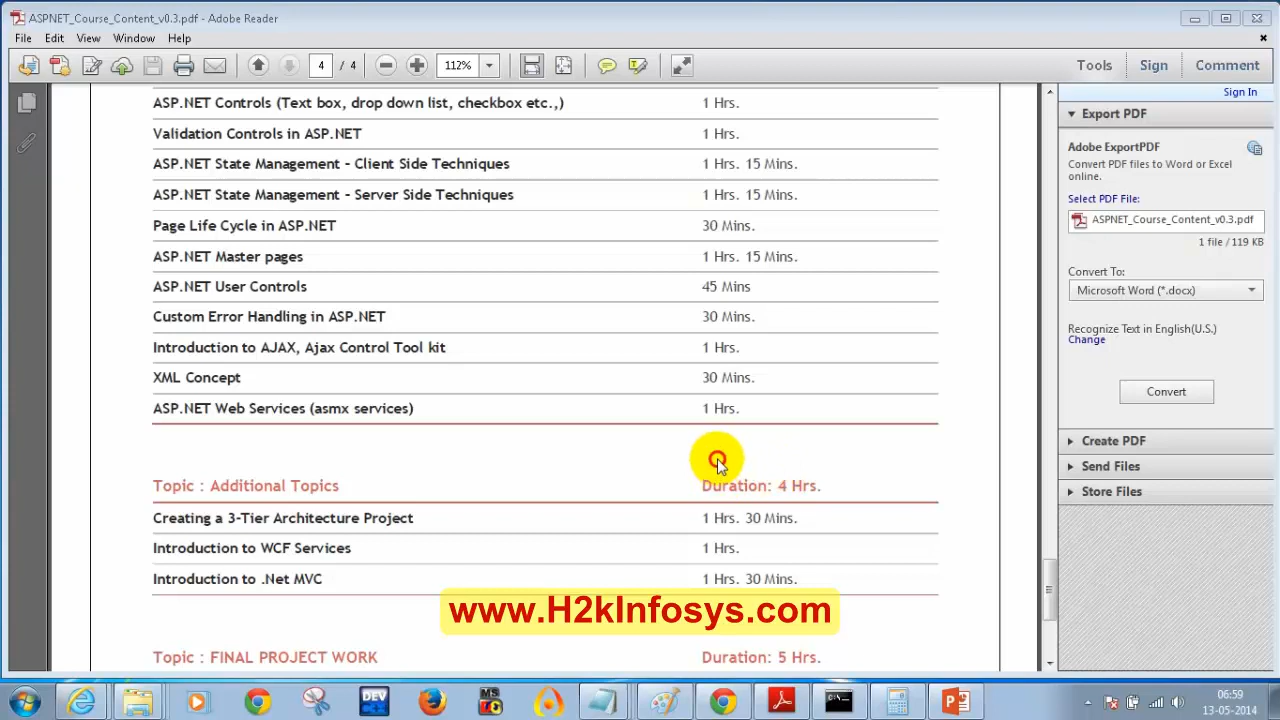 ASPNET_Course_Content_v0.3.pdf - Adobe Reader
File Edit View Window Help
4 / 4 112% Tools Sign Comment
Sign In
Export PDF
Adobe ExportPDF
Convert PDF files to Word or Excel
online.
Select PDF File:
ASPNET_Course_Content_v0.3.pdf
1 file / 119 KB
Convert To:
Microsoft Word (*.docx)
Recognize Text in English(U.S.)
Change
Convert
Create PDF
Send Files
Store Files
ASP.NET Controls (Text box, drop down list, checkbox etc.,) 1 Hrs.
Validation Controls in ASP.NET 1 Hrs.
ASP.NET State Management - Client Side Techniques 1 Hrs. 15 Mins.
ASP.NET State Management - Server Side Techniques 1 Hrs. 15 Mins.
Page Life Cycle in ASP.NET 30 Mins.
ASP.NET Master pages 1 Hrs. 15 Mins.
ASP.NET User Controls 45 Mins
Custom Error Handling in ASP.NET 30 Mins.
Introduction to AJAX, Ajax Control Tool kit 1 Hrs.
XML Concept 30 Mins.
ASP.NET Web Services (asmx services) 1 Hrs.
Topic : Additional Topics Duration: 4 Hrs.
Creating a 3-Tier Architecture Project 1 Hrs. 30 Mins.
Introduction to WCF Services 1 Hrs.
Introduction to .Net MVC 1 Hrs. 30 Mins.
www.H2kInfosys.com
Topic : FINAL PROJECT WORK Duration: 5 Hrs.
DEV
MS
06:59
13-05-2014